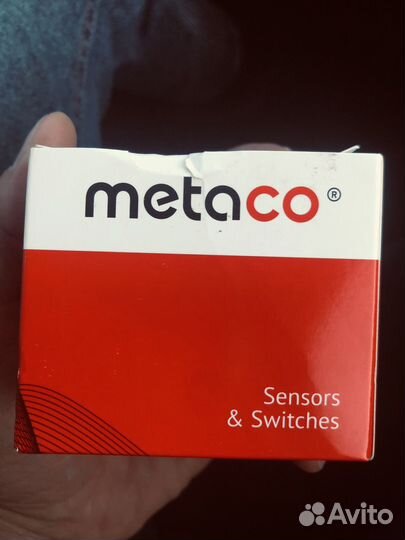 metaco®
Sensors
& Switches
Avito